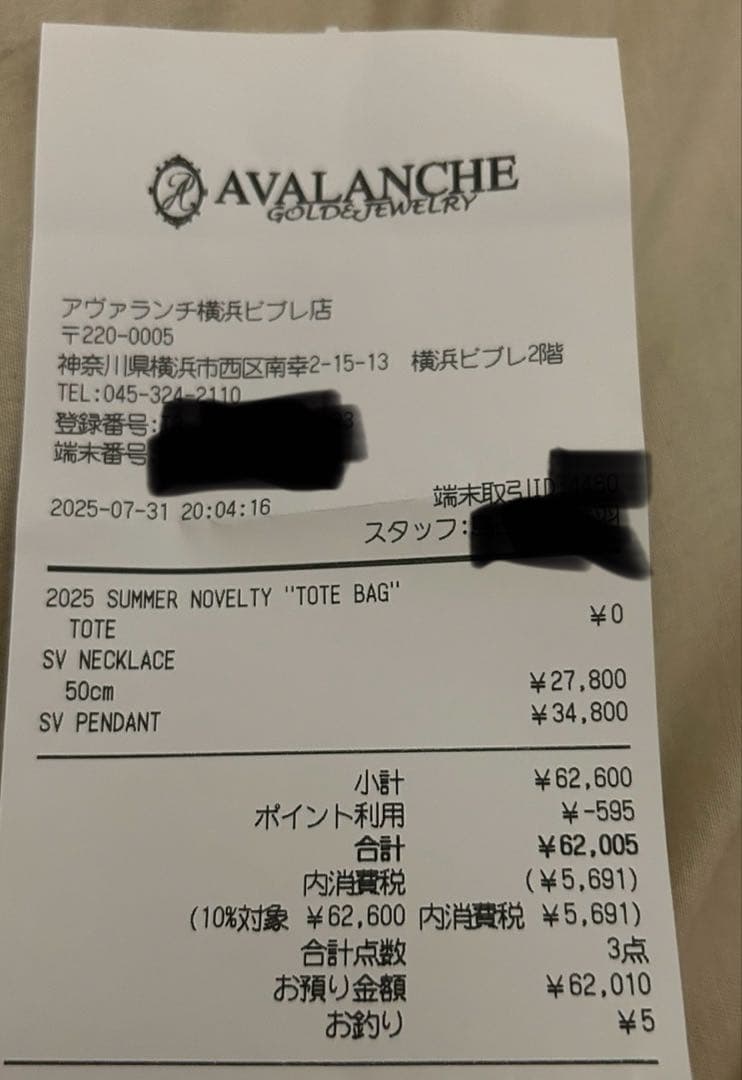 AVALANCHE
GOLD&JEWELRY
アヴァランチ横浜ビブレ店
〒220-0005
神奈川県横浜市西区南幸2-15-13 横浜ビブレ2階
TEL:045-324-2110
登録番号:
端末番号
端末取引ID
2025-07-31 20:04:16
スタッフ:
2025 SUMMER NOVELTY "TOTE BAG"
TOTE ¥0
SV NECKLACE
50cm ¥27,800
SV PENDANT ¥34,800
小計 ¥62,600
ポイント利用 ¥-595
合計 ¥62,005
内消費税 (¥5,691)
(10%対象 ¥62,600 内消費税 ¥5,691)
合計点数 3点
お預り金額 ¥62,010
お釣り ¥5